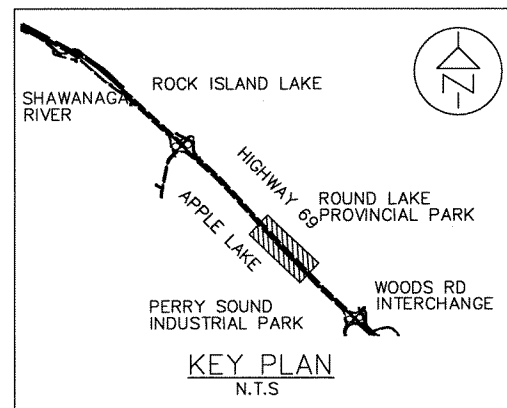 ROCK ISLAND LAKE
SHAWANAGA
RIVER
N
HIGHWAY 69
APPLE LAKE
ROUND LAKE
PROVINCIAL PARK
WOODS RD
INTERCHANGE
PERRY SOUND
INDUSTRIAL PARK
KEY PLAN
N.T.S